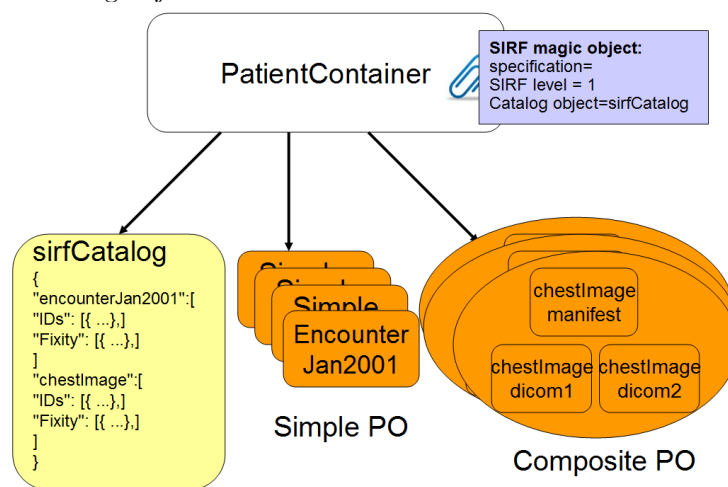 PatientContainer
SIRF magic object:
specification=
SIRF level = 1
Catalog object=sirfCatalog
sirfCatalog
{
"encounterJan2001":[
"IDs": [{ ...},]
"Fixity": [{ ...},]
]
"chestImage":[
"IDs": [{ ...},]
"Fixity": [{ ...},]
]
}
Simple
Encounter
Jan2001
Simple PO
chestImage
manifest
chestImage
dicom1
chestImage
dicom2
Composite PO